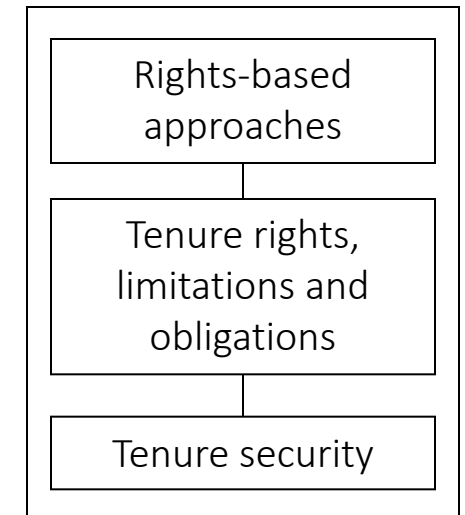 Rights-based
approaches
Tenure rights,
limitations and
obligations
Tenure security